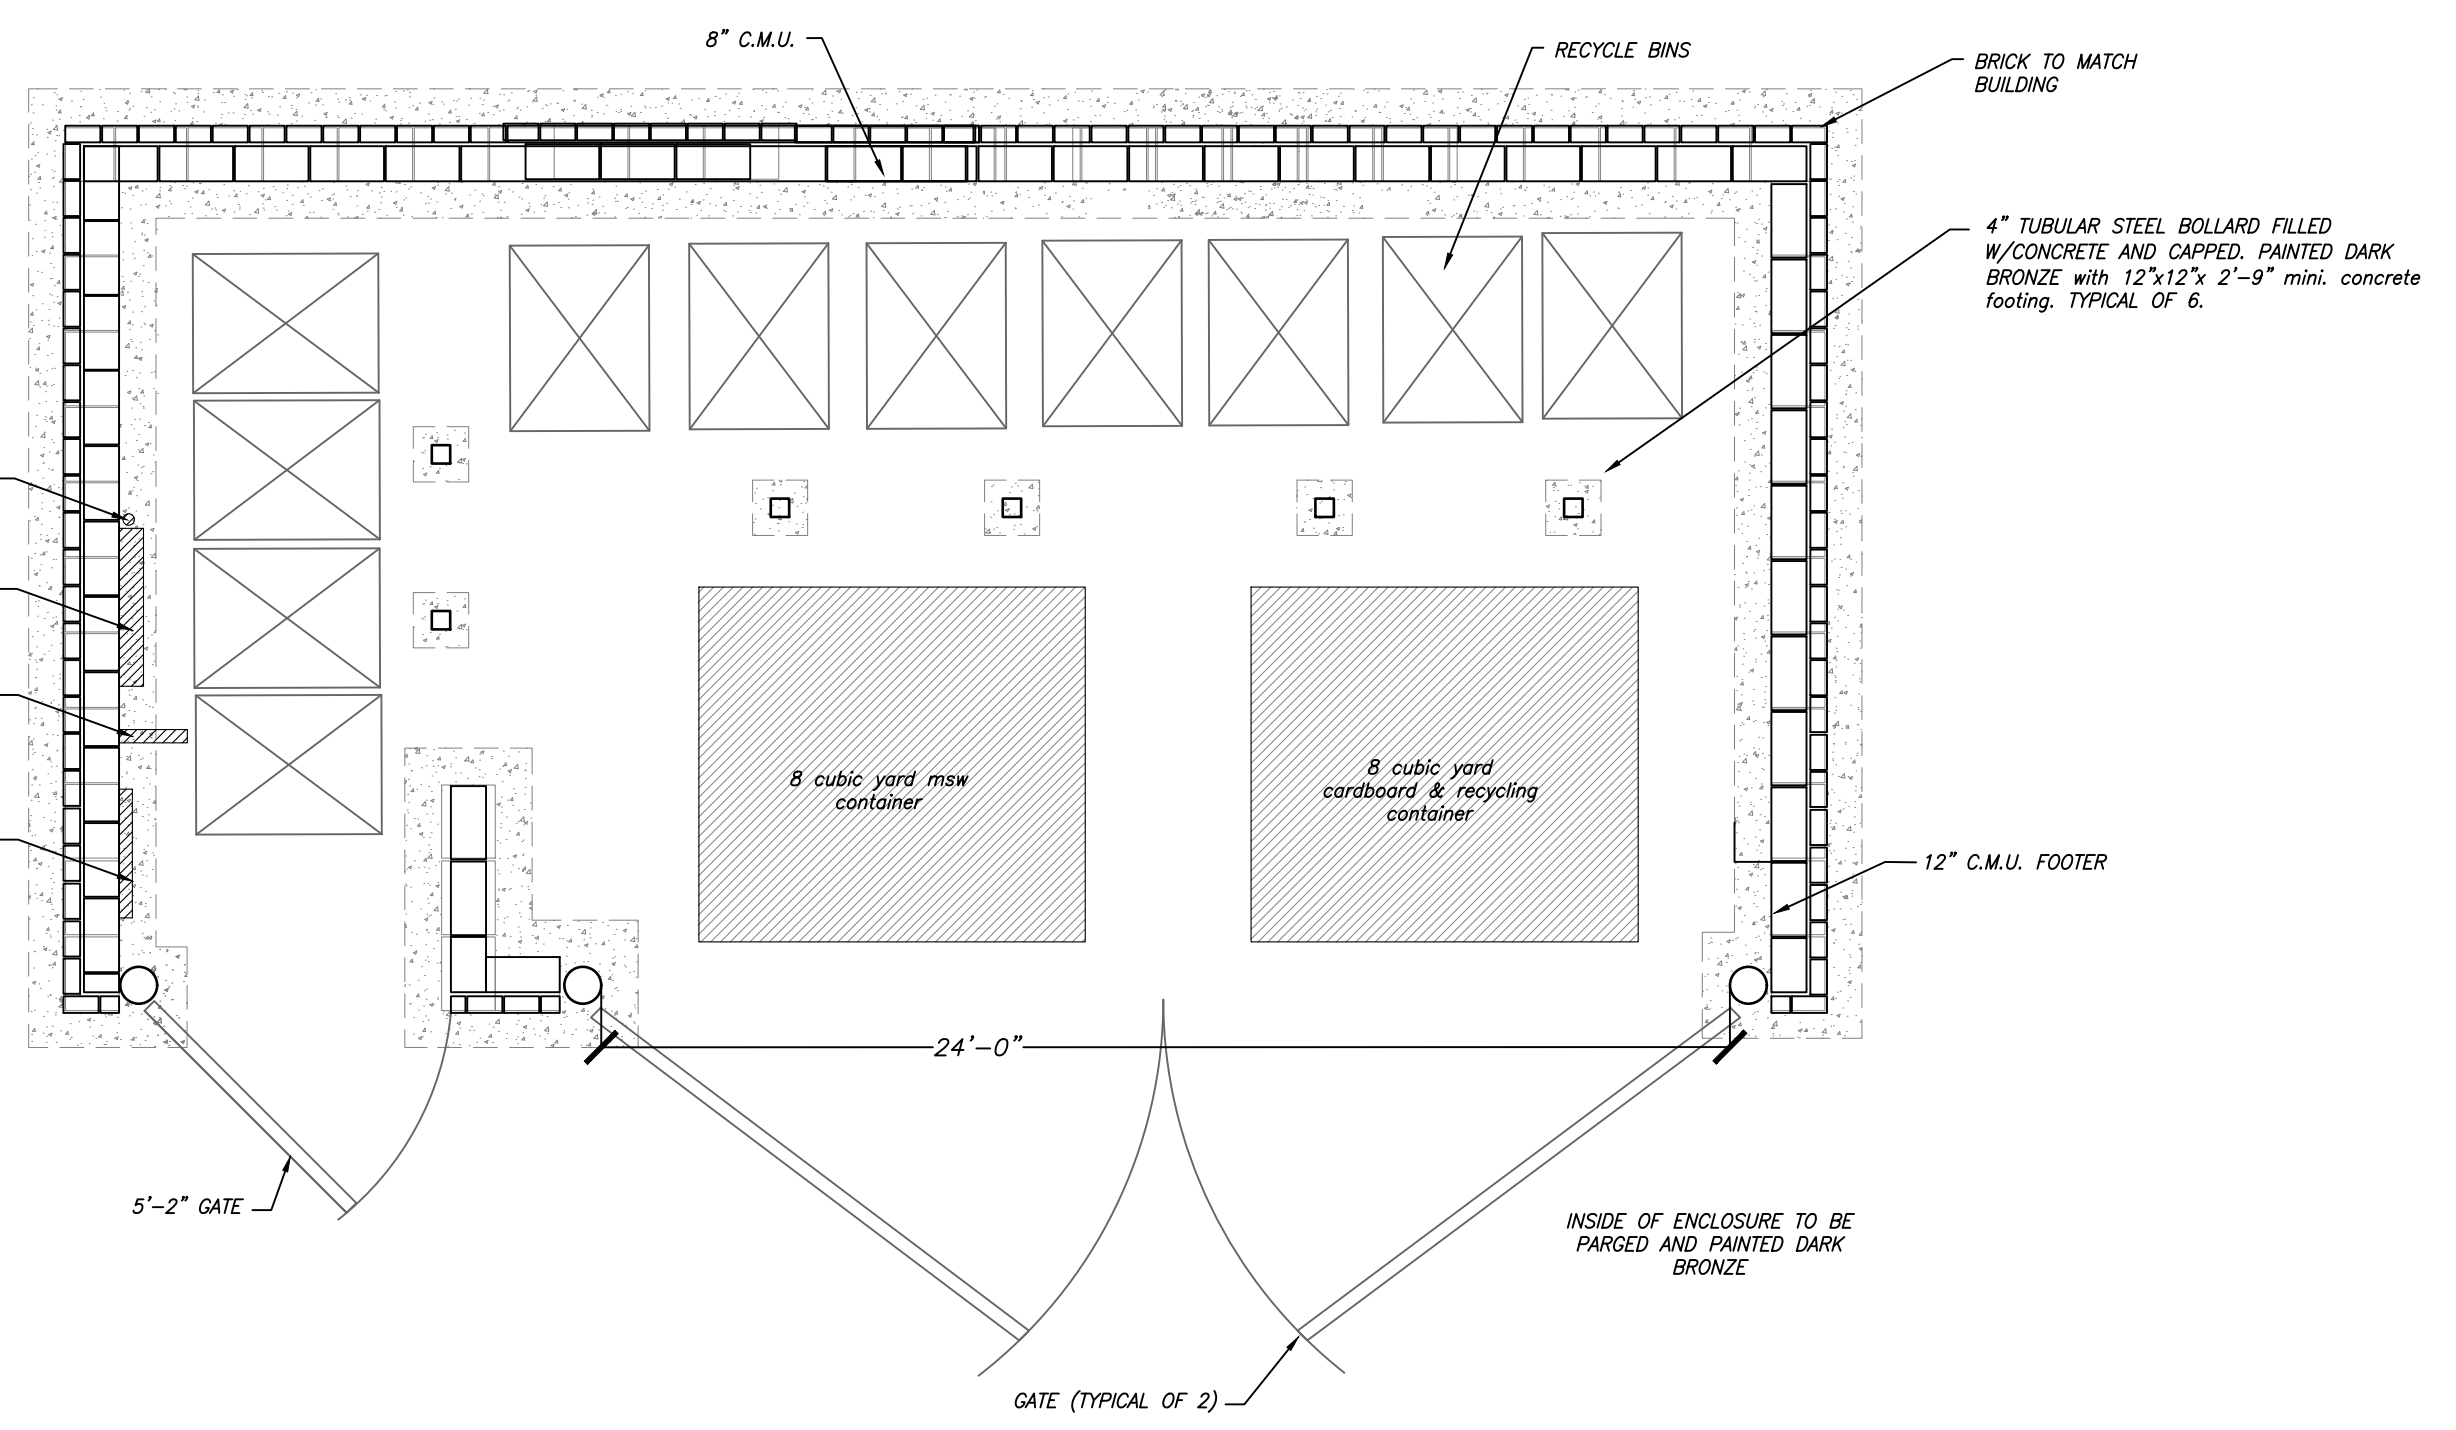 8" C.M.U.
RECYCLE BINS
BRICK TO MATCH
BUILDING
4" TUBULAR STEEL BOLLARD FILLED
W/CONCRETE AND CAPPED. PAINTED DARK
BRONZE with 12"x12"x 2'-9" mini. concrete
footing. TYPICAL OF 6.
8 cubic yard msw
container
8 cubic yard
cardboard & recycling
container
12" C.M.U. FOOTER
24'-0"
5'-2" GATE
INSIDE OF ENCLOSURE TO BE
PARGED AND PAINTED DARK
BRONZE
GATE (TYPICAL OF 2)